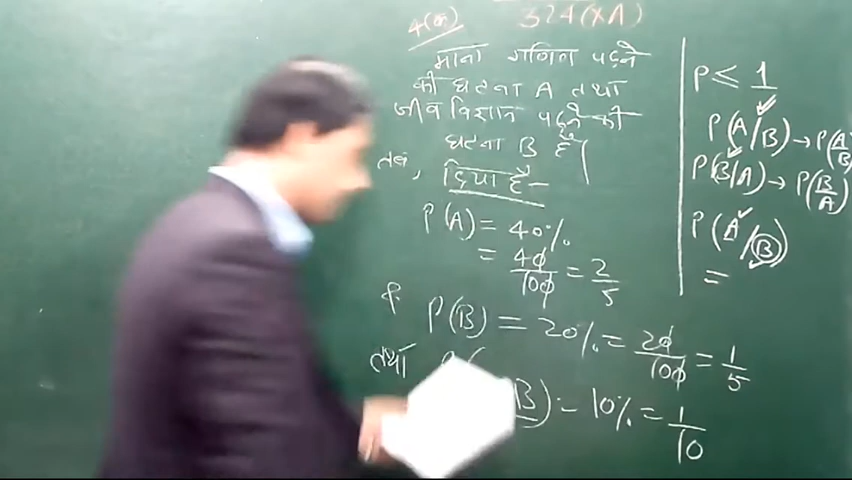 4(क) 324(XA)
माना गणित पढ़ने
की घटना A तथा
जीव विज्ञान पढ़ने की
घटना B है
तब, दिया है-
P(A) = 40%
= 40/100 = 2/5
P(B) = 20% = 20/100 = 1/5
तथा
B) = 10% = 1/10
P ≤ 1
P(A/B) → P(A/B)
P(B/A) → P(B/A)
P(A/B)
=